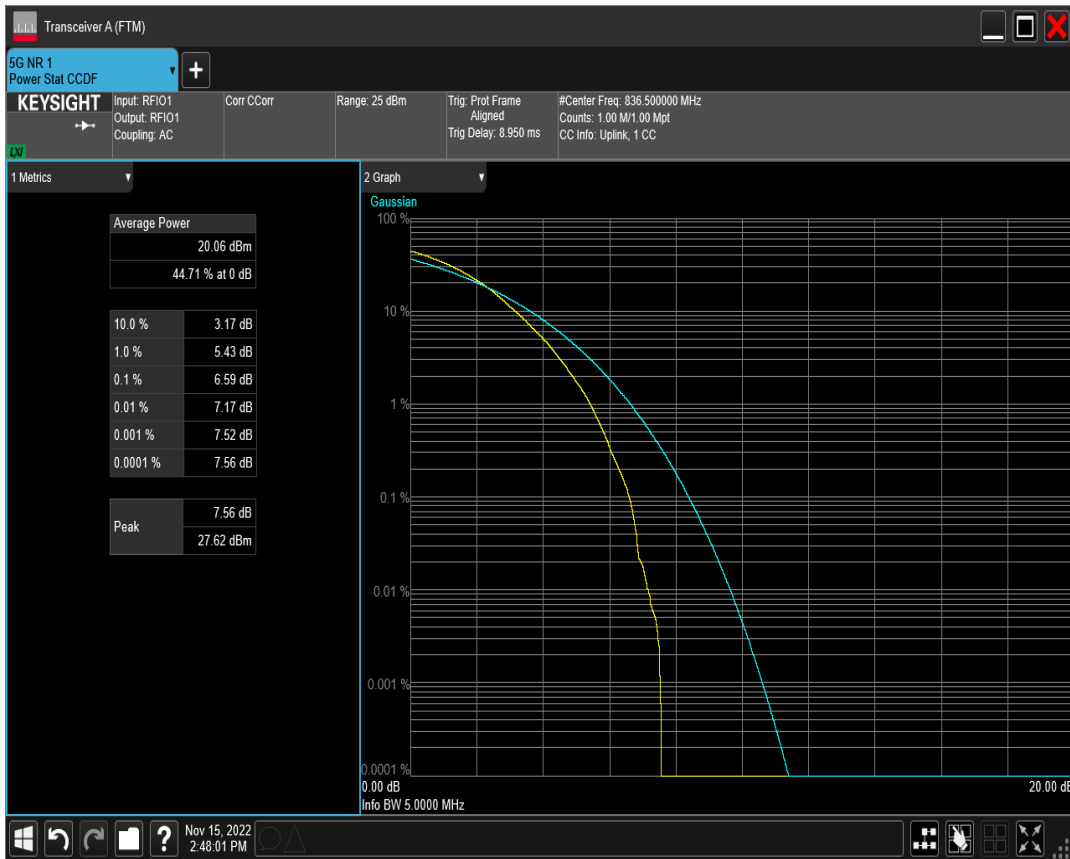 Transceiver A (FTM)
5G NR 1
Power Stat CCDF
+
KEYSIGHT
LXI
Input: RFIO1
Output: RFIO1
Coupling: AC
Corr CCorr
Range: 25 dBm
Trig: Prot Frame
Aligned
Trig Delay: 8.950 ms
#Center Freq: 836.500000 MHz
Counts: 1.00 M/1.00 Mpt
CC Info: Uplink, 1 CC
1 Metrics
Average Power
20.06 dBm
44.71 % at 0 dB
10.0 % 3.17 dB
1.0 % 5.43 dB
0.1 % 6.59 dB
0.01 % 7.17 dB
0.001 % 7.52 dB
0.0001 % 7.56 dB
Peak 7.56 dB
27.62 dBm
2 Graph
Gaussian
100 %
10 %
1 %
0.1 %
0.01 %
0.001 %
0.0001 %
0.00 dB 20.00 dB
Info BW 5.0000 MHz
?
Nov 15, 2022
2:48:01 PM